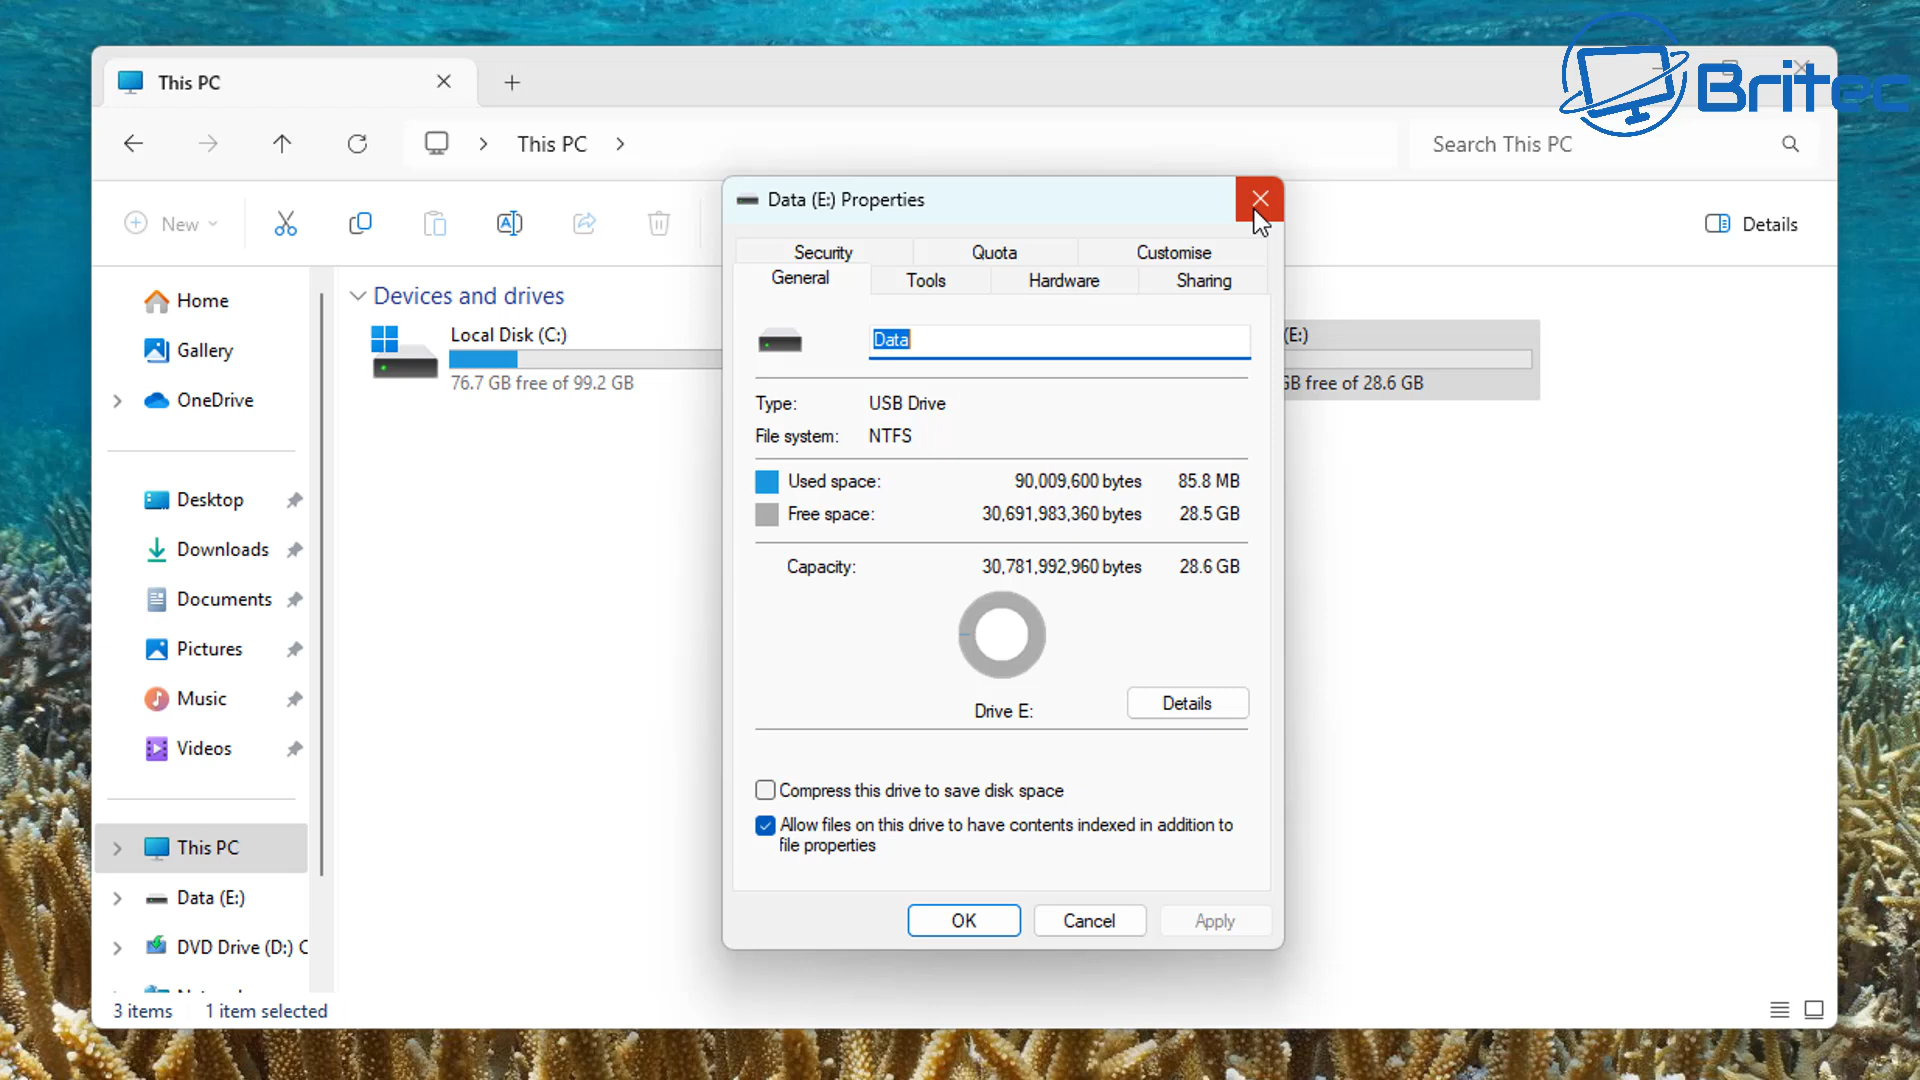 This PC
Britec
This PC
Search This PC
New
Details
Data (E:) Properties
Security
Quota
Customise
General
Tools
Hardware
Sharing
Home
Gallery
OneDrive
Desktop
Downloads
Documents
Pictures
Music
Videos
This PC
Data (E:)
DVD Drive (D:) C
Devices and drives
Local Disk (C:)
76.7 GB free of 99.2 GB
(E:)
GB free of 28.6 GB
Data
Type: USB Drive
File system: NTFS
Used space: 90,009,600 bytes 85.8 MB
Free space: 30,691,983,360 bytes 28.5 GB
Capacity: 30,781,992,960 bytes 28.6 GB
Drive E:
Details
Compress this drive to save disk space
Allow files on this drive to have contents indexed in addition to
file properties
OK
Cancel
Apply
3 items
1 item selected